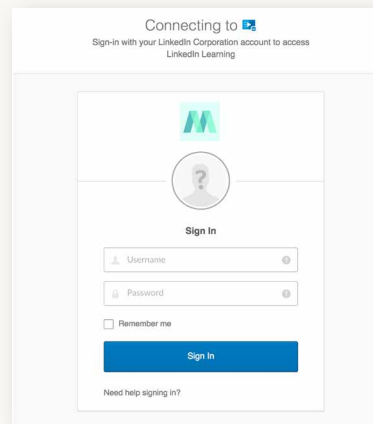 Connecting to
Sign-in with your LinkedIn Corporation account to access
LinkedIn Learning
Sign In
Username
Password
Remember me
Sign In
Need help signing in?